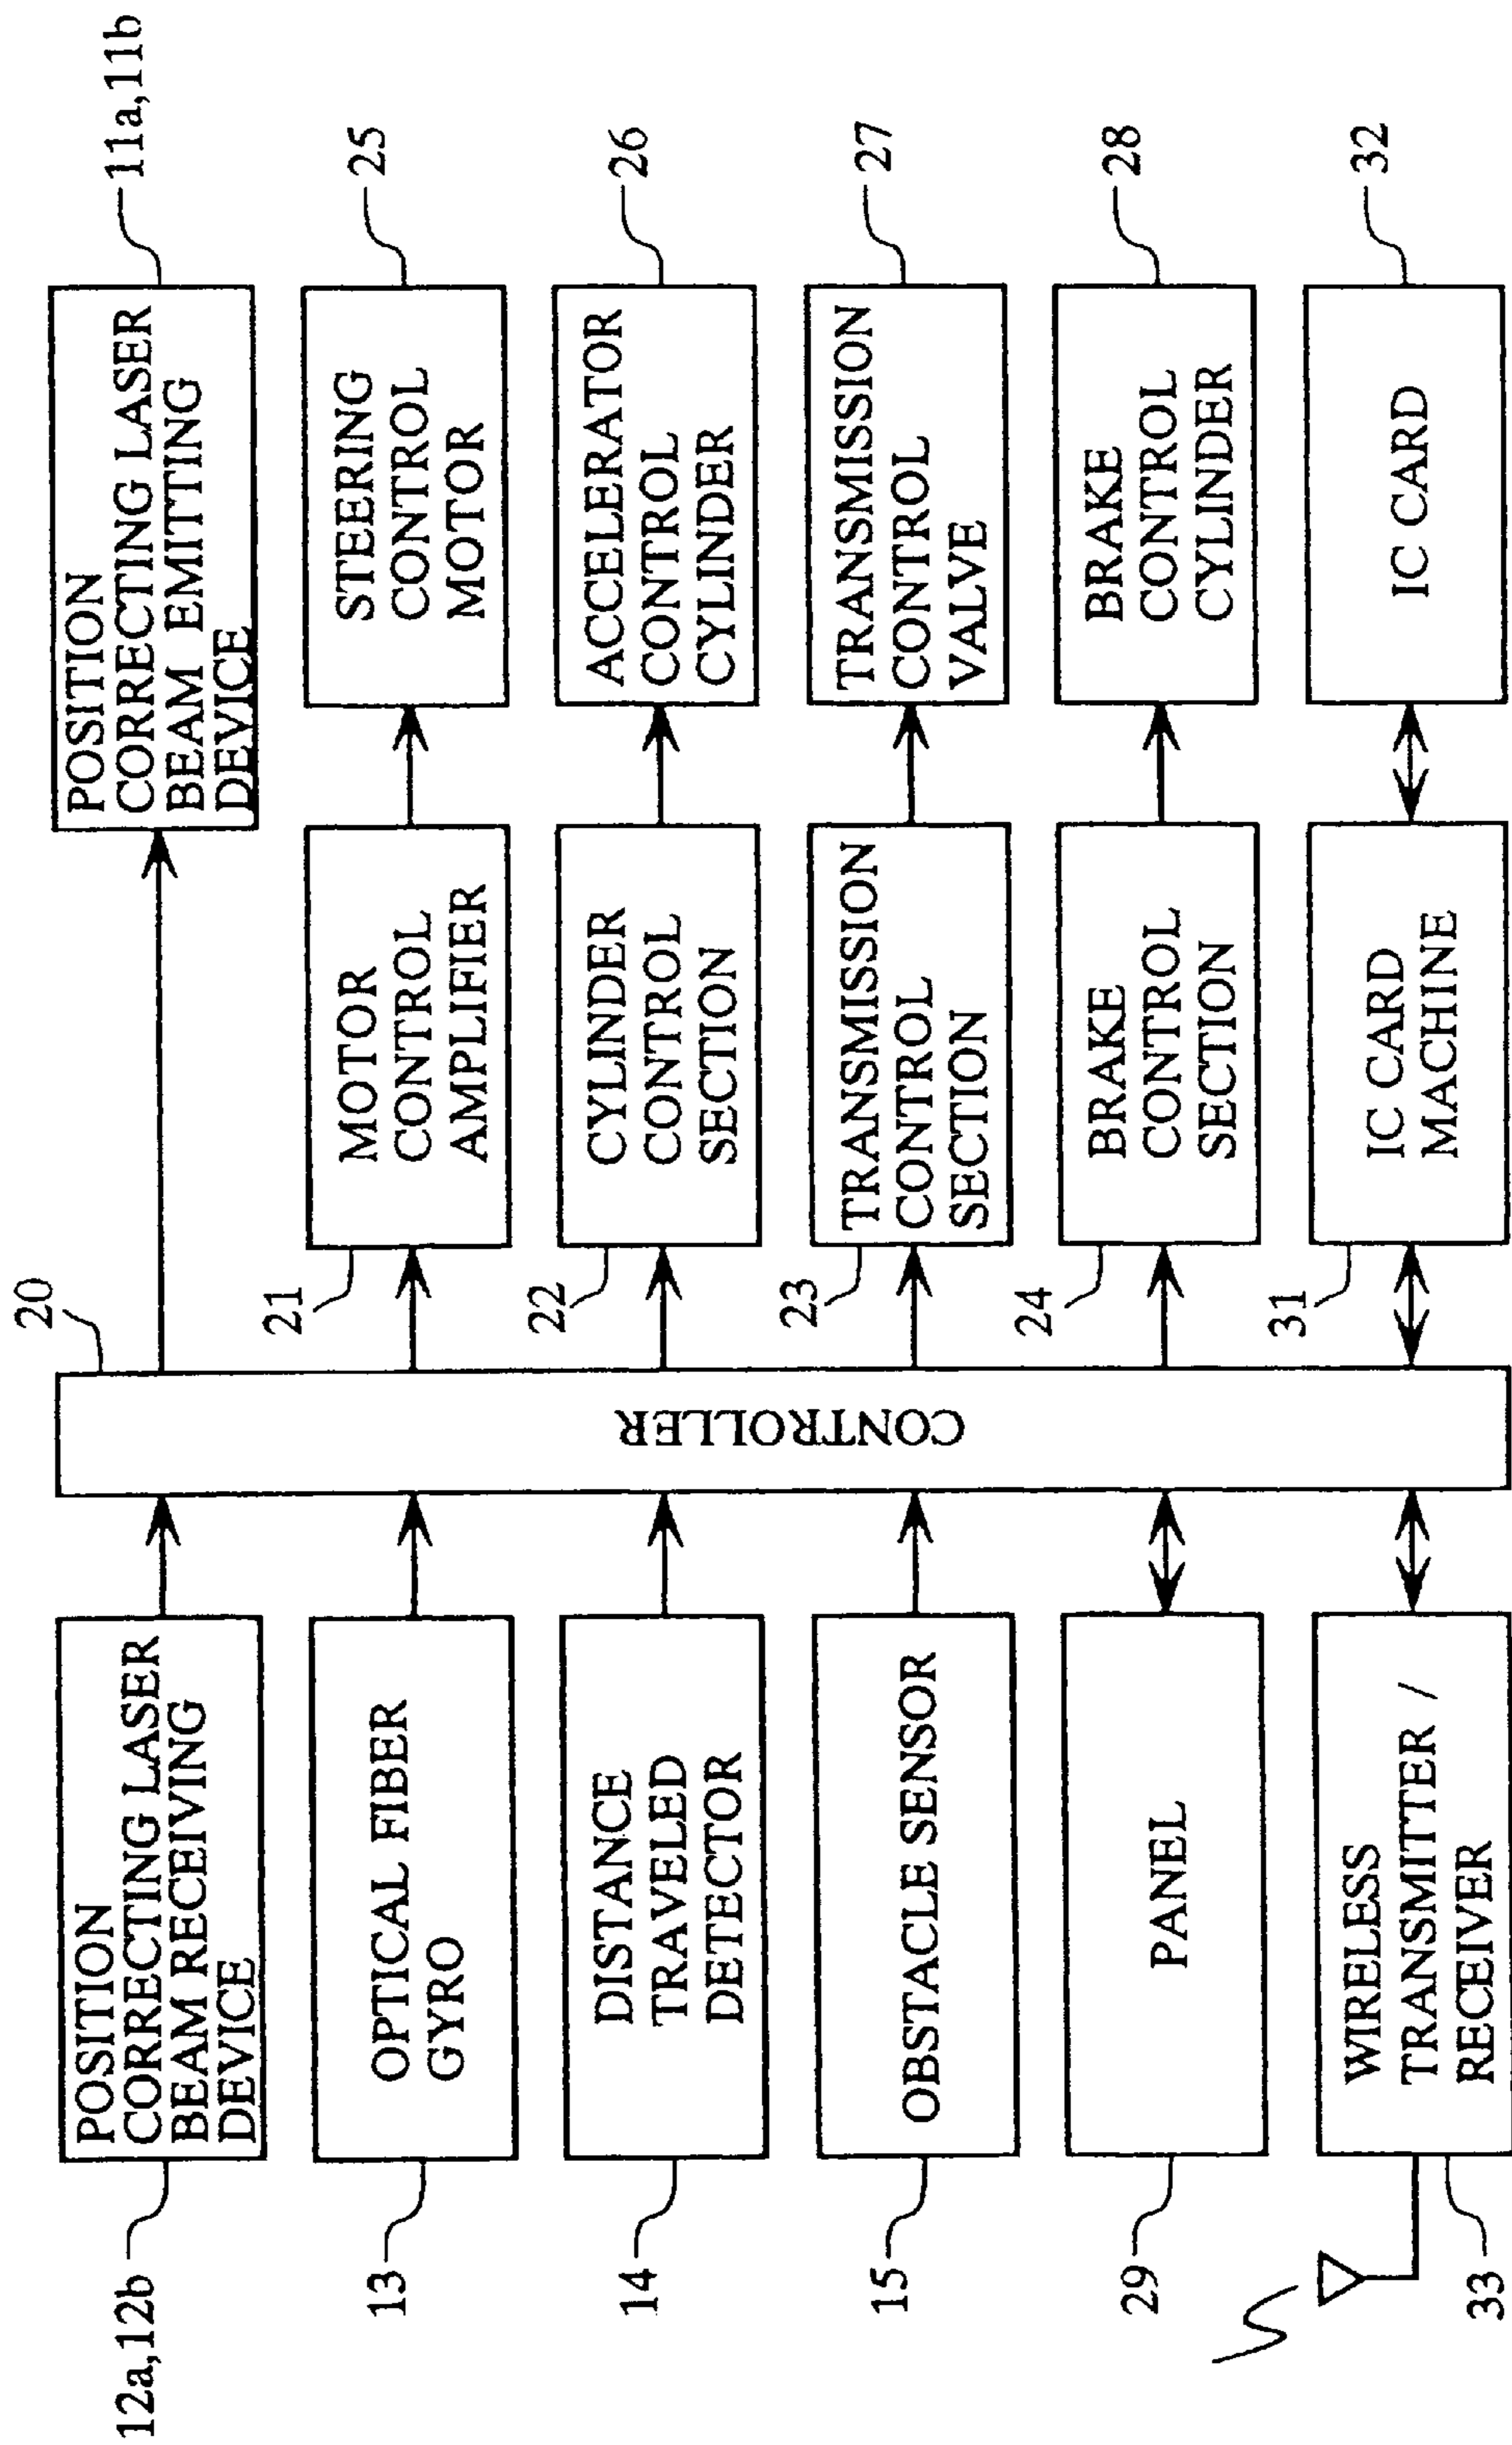 12a,12b
POSITION
CORRECTING LASER
BEAM RECEIVING
DEVICE
13
OPTICAL FIBER
GYRO
14
DISTANCE
TRAVELED
DETECTOR
15
OBSTACLE SENSOR
29
PANEL
33
WIRELESS
TRANSMITTER /
RECEIVER
20
CONTROLLER
POSITION
CORRECTING LASER
BEAM EMITTING
DEVICE
11a,11b
21
MOTOR
CONTROL
AMPLIFIER
STEERING
CONTROL
MOTOR
25
22
CYLINDER
CONTROL
SECTION
ACCELERATOR
CONTROL
CYLINDER
26
23
TRANSMISSION
CONTROL
SECTION
TRANSMISSION
CONTROL
VALVE
27
24
BRAKE
CONTROL
SECTION
BRAKE
CONTROL
CYLINDER
28
31
IC CARD
MACHINE
IC CARD
32